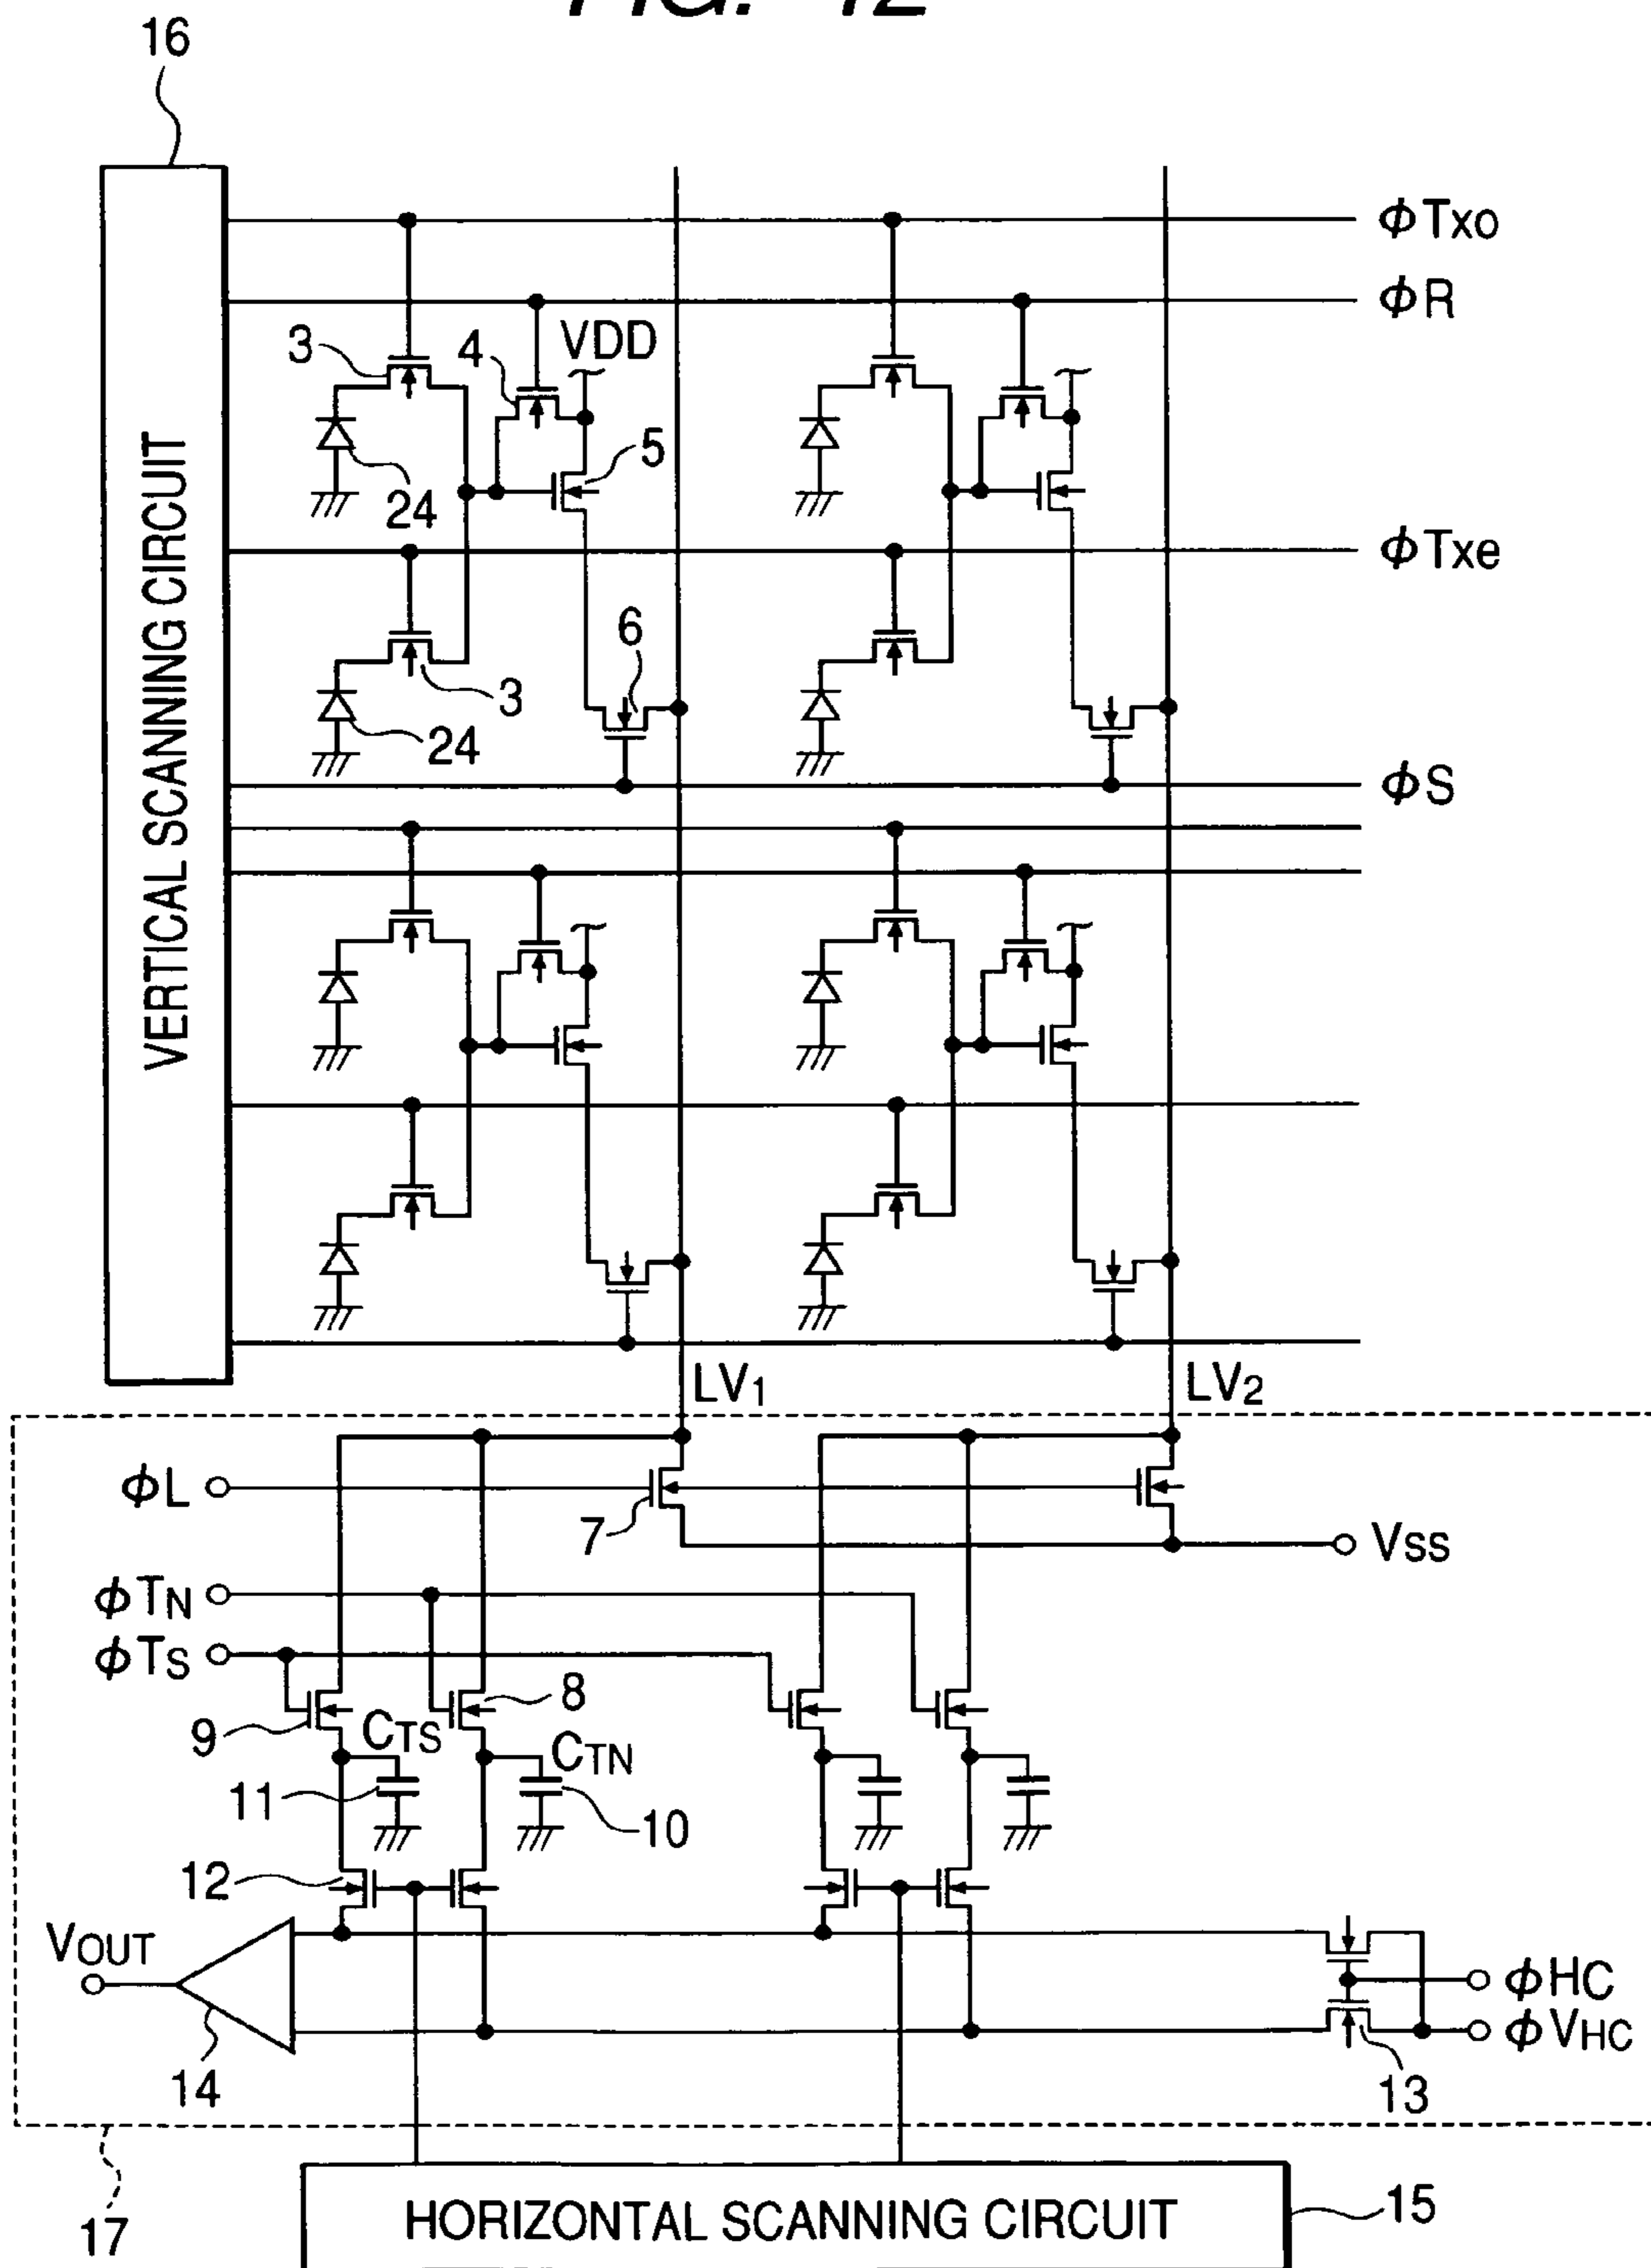 FIG. 12
16
φTxo
φR
3
4
VDD
5
24
φTxe
6
3
24
φS
VERTICAL SCANNING CIRCUIT
LV1
LV2
φL
7
VSS
φTN
φTS
8
9
CTS
CTN
11
10
12
VOUT
φHC
φVHC
14
13
17
HORIZONTAL SCANNING CIRCUIT
15